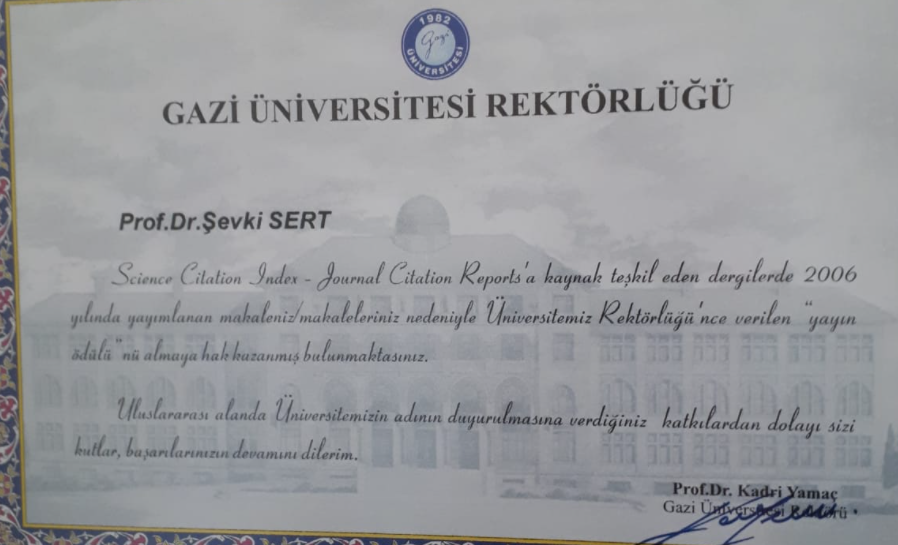 1982
Gazi
ÜNİVERSİTESİ
GAZİ ÜNİVERSİTESİ REKTÖRLÜĞÜ
Prof.Dr.Şevki SERT
Science Citation Index - Journal Citation Reports'a kaynak teşkil eden dergilerde 2006
yılında yayımlanan makaleniz/makaleleriniz nedeniyle Üniversitemiz Rektörlüğü'nce verilen “yayın
ödülü”nü almaya hak kazanmış bulunmaktasınız.
Uluslararası alanda Üniversitemizin adının duyurulmasına verdiğiniz katkılardan dolayı sizi
kutlar, başarılarınızın devamını dilerim.
Prof.Dr. Kadri Yamaç
Gazi Üniversitesi Rektörü